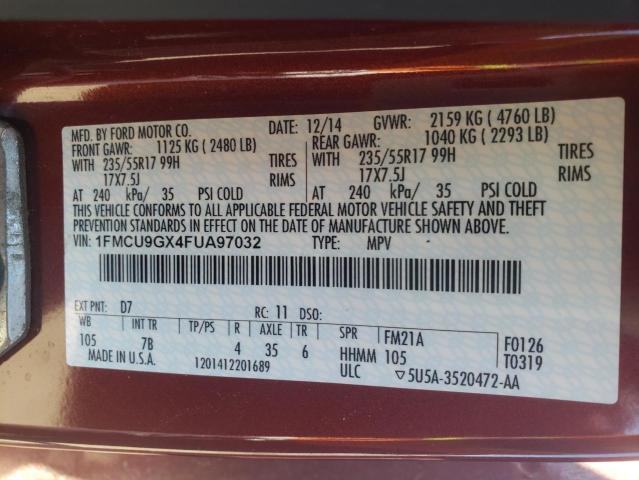 MFD. BY FORD MOTOR CO. DATE: 12/14 GVWR: 2159 KG ( 4760 LB)
FRONT GAWR: 1125 KG ( 2480 LB) REAR GAWR: 1040 KG ( 2293 LB)
WITH 235/55R17 99H TIRES WITH 235/55R17 99H TIRES
17X7.5J RIMS 17X7.5J RIMS
AT 240 kPa/ 35 PSI COLD AT 240 kPa/ 35 PSI COLD
THIS VEHICLE CONFORMS TO ALL APPLICABLE FEDERAL MOTOR VEHICLE SAFETY AND THEFT
PREVENTION STANDARDS IN EFFECT ON THE DATE OF MANUFACTURE SHOWN ABOVE.
VIN: 1FMCU9GX4FUA97032 TYPE: MPV
EXT PNT: D7 RC: 11 DSO:
WB INT TR TP/PS R AXLE TR SPR FM21A F0126
105 7B 4 35 6 HHMM 105 T0319
MADE IN U.S.A. 1201412201689 ULC ▽5U5A-3520472-AA